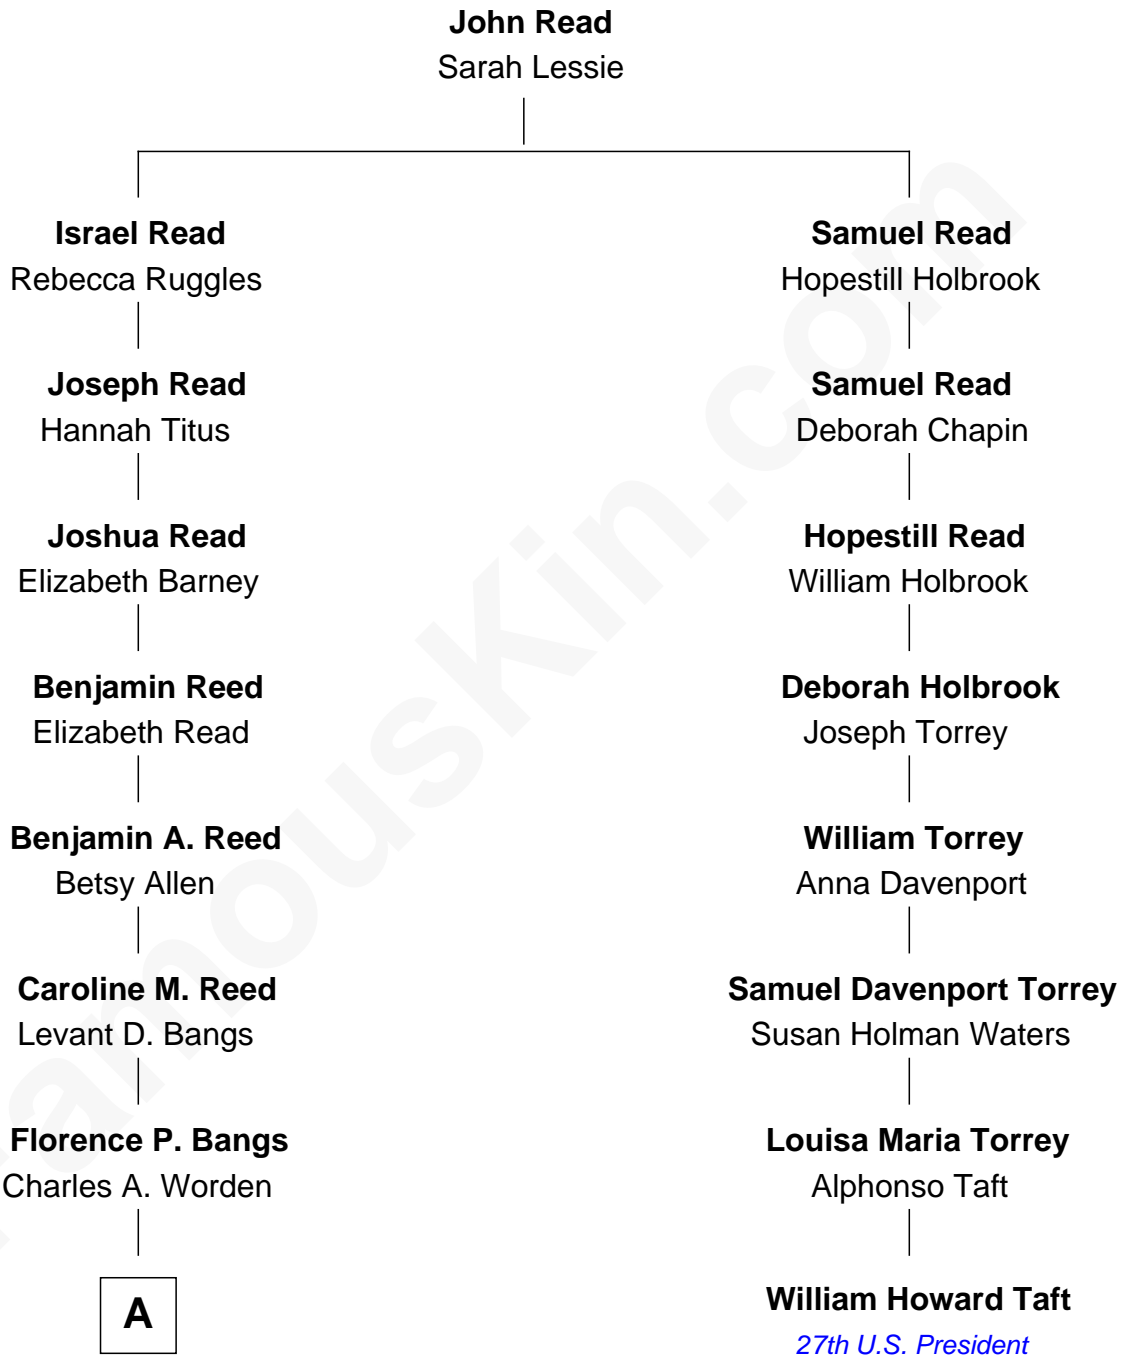 John Read
Sarah Lessie
Israel Read
Rebecca Ruggles
Samuel Read
Hopestill Holbrook
Joseph Read
Hannah Titus
Samuel Read
Deborah Chapin
Joshua Read
Elizabeth Barney
Hopestill Read
William Holbrook
Benjamin Reed
Elizabeth Read
Deborah Holbrook
Joseph Torrey
Benjamin A. Reed
Betsy Allen
William Torrey
Anna Davenport
Caroline M. Reed
Levant D. Bangs
Samuel Davenport Torrey
Susan Holman Waters
Florence P. Bangs
Charles A. Worden
Louisa Maria Torrey
Alphonso Taft
A
William Howard Taft
27th U.S. President
FamousKin.com